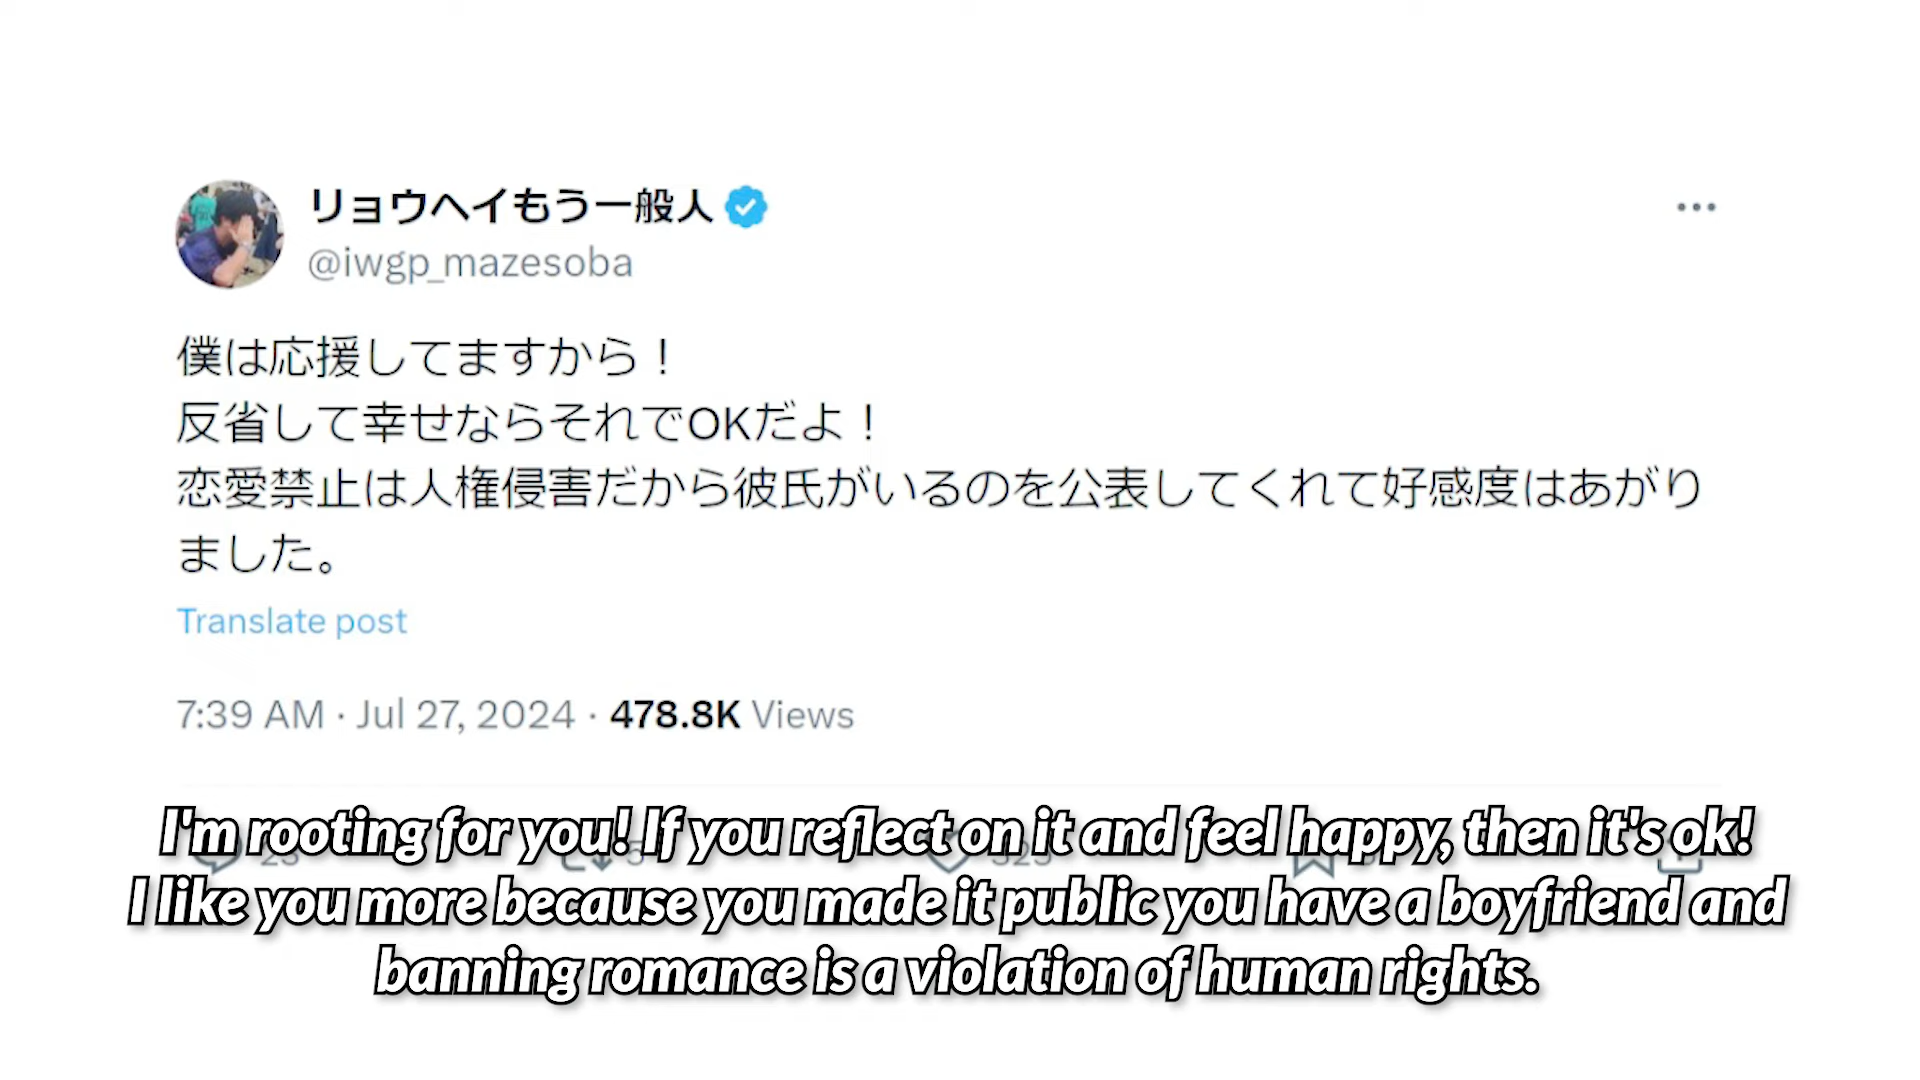 リョウヘイもう一般人
@iwgp_mazesoba
僕は応援してますから！
反省して幸せならそれでOKだよ！
恋愛禁止は人権侵害だから彼氏がいるのを公表してくれて好感度はあがり
ました。
Translate post
7:39 AM · Jul 27, 2024 · 478.8K Views
I'm rooting for you! If you reflect on it and feel happy, then it's ok!
I like you more because you made it public you have a boyfriend and
banning romance is a violation of human rights.